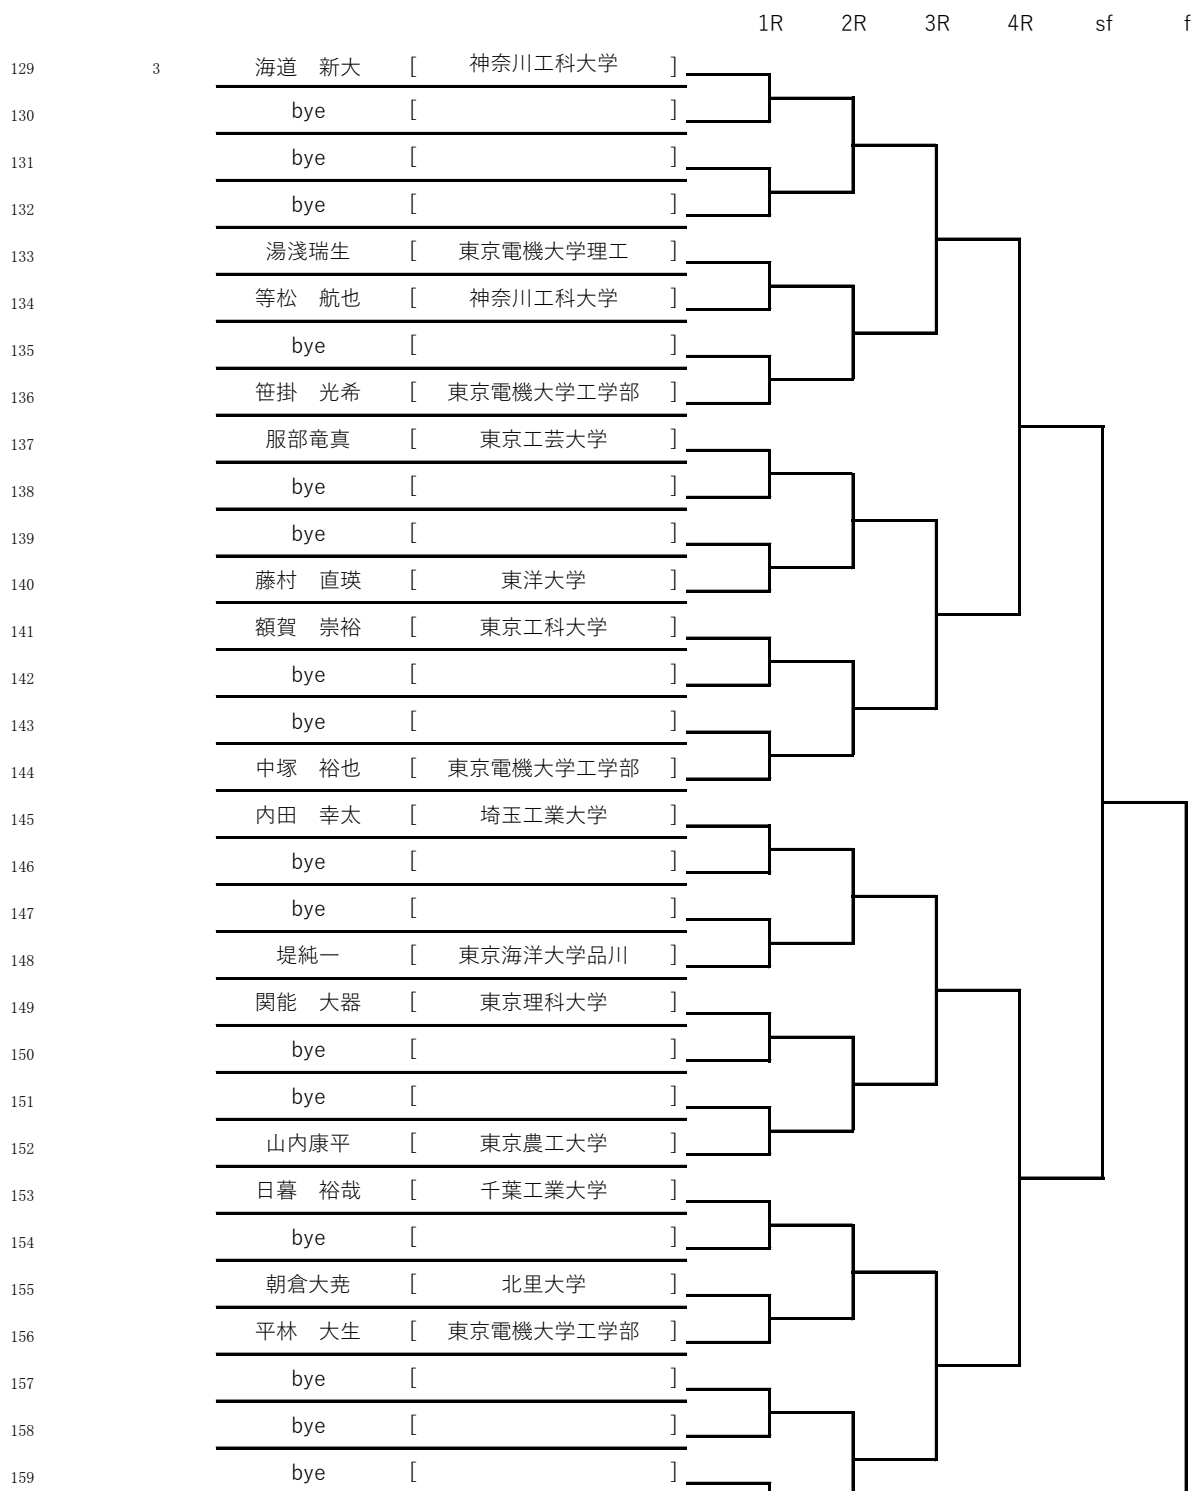 1R 2R 3R 4R sf f
129 3 海道　新大 [ 神奈川工科大学 ]
130 bye [ ]
131 bye [ ]
132 bye [ ]
133 湯淺瑞生 [ 東京電機大学理工 ]
134 等松　航也 [ 神奈川工科大学 ]
135 bye [ ]
136 笹掛　光希 [ 東京電機大学工学部 ]
137 服部竜真 [ 東京工芸大学 ]
138 bye [ ]
139 bye [ ]
140 藤村　直瑛 [ 東洋大学 ]
141 額賀　崇裕 [ 東京工科大学 ]
142 bye [ ]
143 bye [ ]
144 中塚　裕也 [ 東京電機大学工学部 ]
145 内田　幸太 [ 埼玉工業大学 ]
146 bye [ ]
147 bye [ ]
148 堤純一 [ 東京海洋大学品川 ]
149 関能　大器 [ 東京理科大学 ]
150 bye [ ]
151 bye [ ]
152 山内康平 [ 東京農工大学 ]
153 日暮　裕哉 [ 千葉工業大学 ]
154 bye [ ]
155 朝倉大尭 [ 北里大学 ]
156 平林　大生 [ 東京電機大学工学部 ]
157 bye [ ]
158 bye [ ]
159 bye [ ]